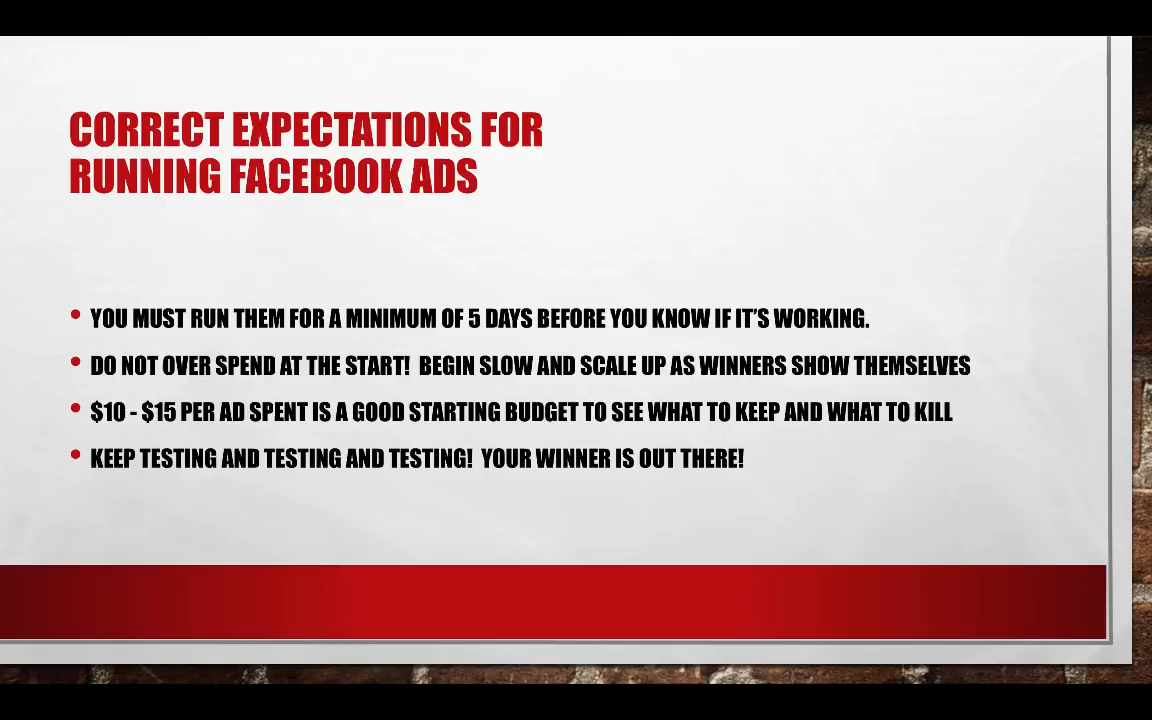 CORRECT EXPECTATIONS FOR
RUNNING FACEBOOK ADS
• YOU MUST RUN THEM FOR A MINIMUM OF 5 DAYS BEFORE YOU KNOW IF IT'S WORKING.
• DO NOT OVER SPEND AT THE START! BEGIN SLOW AND SCALE UP AS WINNERS SHOW THEMSELVES
• $10 - $15 PER AD SPENT IS A GOOD STARTING BUDGET TO SEE WHAT TO KEEP AND WHAT TO KILL
• KEEP TESTING AND TESTING AND TESTING! YOUR WINNER IS OUT THERE!